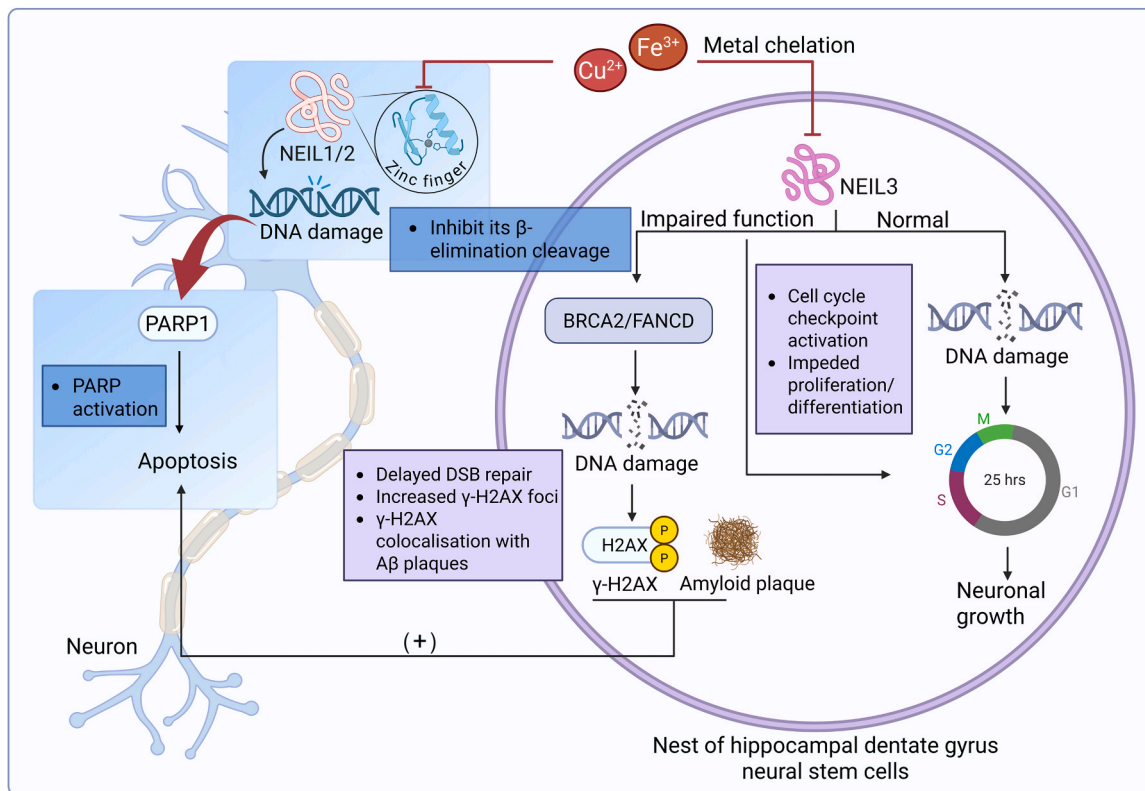 Cu2+
Fe3+
Metal chelation
NEIL1/2
Zinc finger
DNA damage
• Inhibit its β-
elimination cleavage
PARP1
• PARP
activation
Apoptosis
Neuron
(+)
NEIL3
Impaired function
Normal
BRCA2/FANCD
DNA damage
• Delayed DSB repair
• Increased γ-H2AX foci
• γ-H2AX
colocalisation with
Aβ plaques
H2AX
P
P
γ-H2AX
Amyloid plaque
• Cell cycle
checkpoint
activation
• Impeded
proliferation/
differentiation
DNA damage
M
G2
S
G1
25 hrs
Neuronal
growth
Nest of hippocampal dentate gyrus
neural stem cells